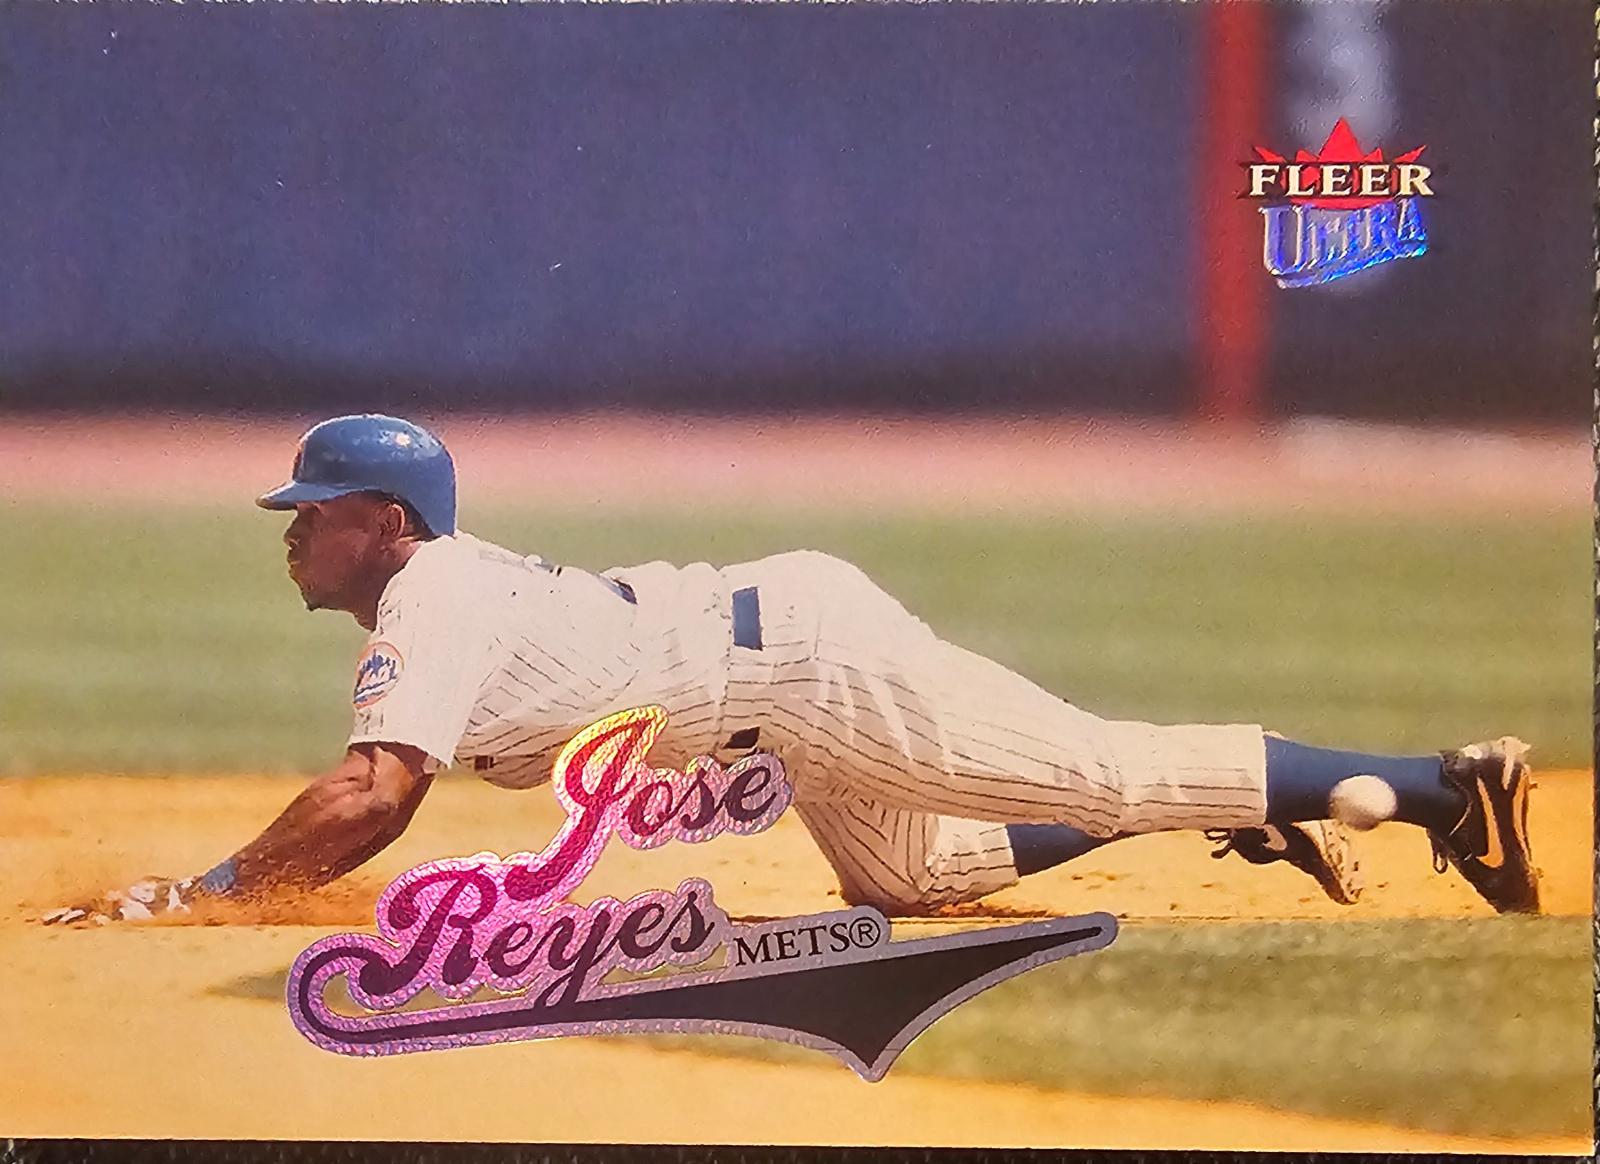 FLEER
ULTRA
Jose
Reyes METS®